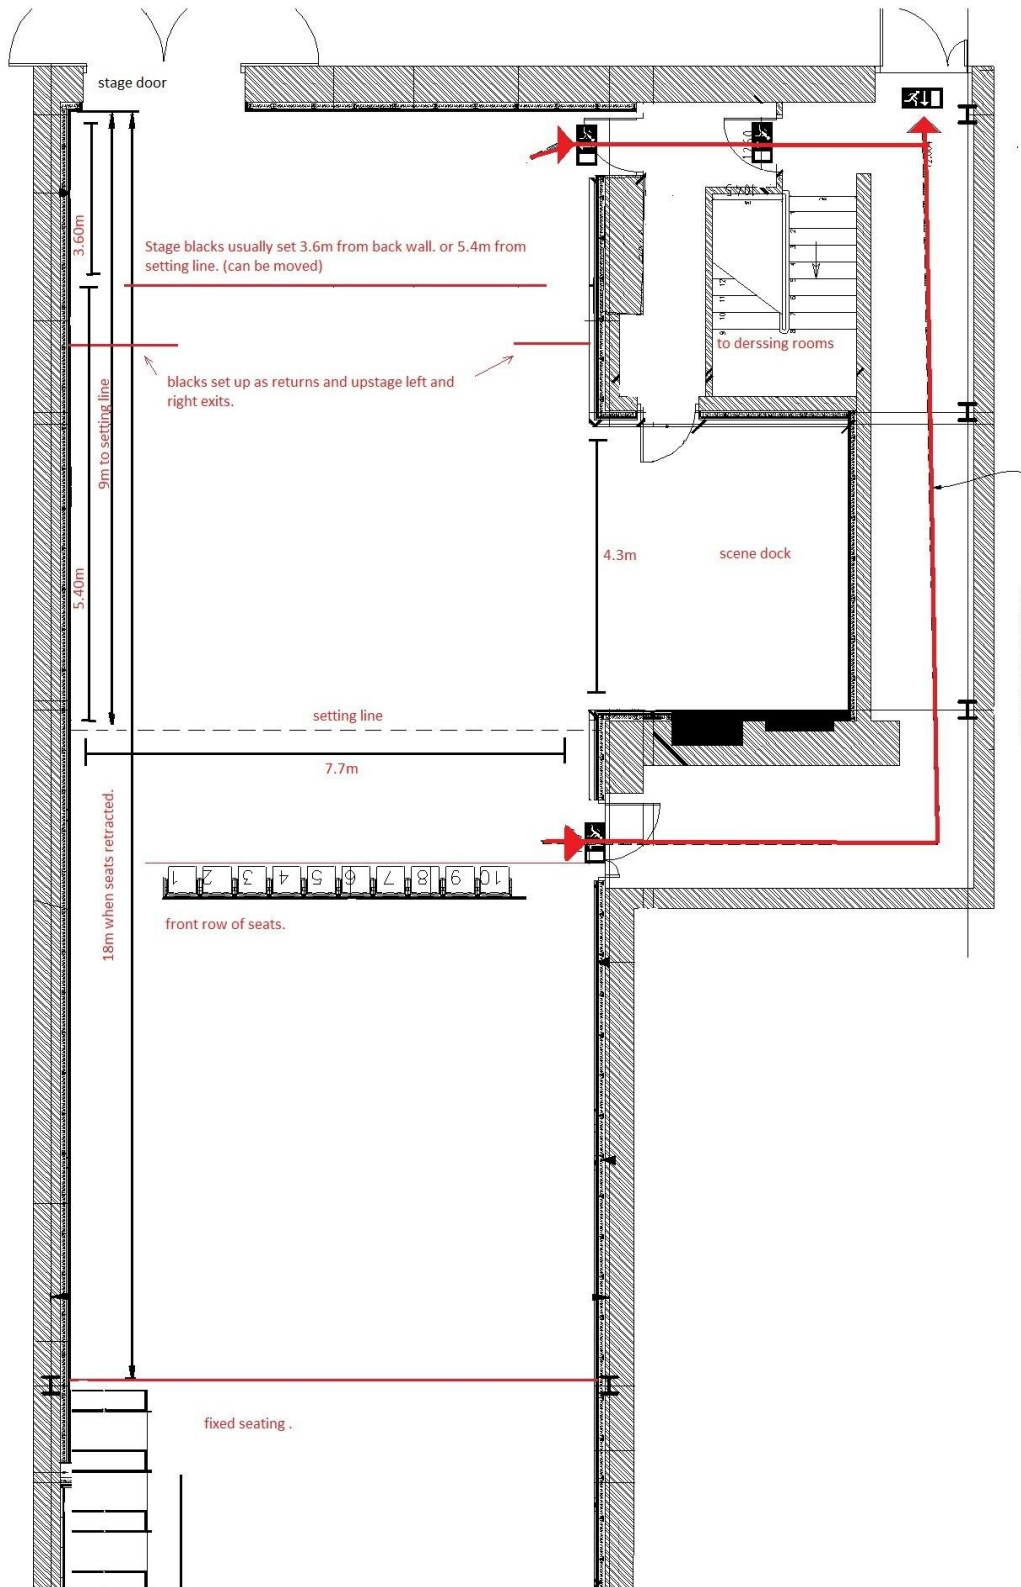 stage door
3.60m
Stage blacks usually set 3.6m from back wall. or 5.4m from
setting line. (can be moved)
to derssing rooms
blacks set up as returns and upstage left and
right exits.
9m to setting line
5.40m
4.3m
scene dock
setting line
7.7m
18m when seats retracted.
1 2 3 4 5 6 7 8 9 10
front row of seats.
fixed seating .